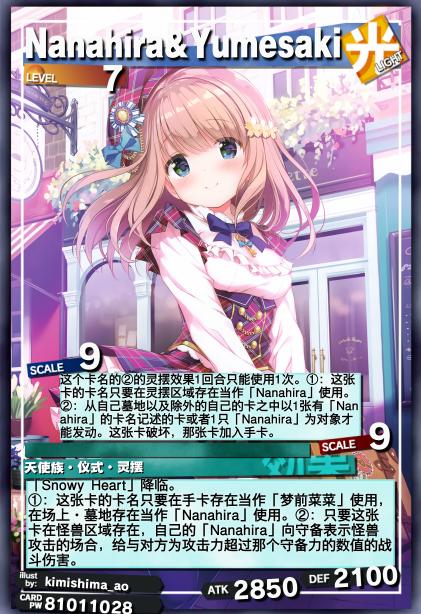 Nanahira&Yumesaki
光
LIGHT
LEVEL 7
SCALE 9
这个卡名的②的灵摆效果1回合只能使用1次。①：这张
卡的卡名只要在灵摆区域存在当作「Nanahira」使用。
②：从自己墓地以及除外的自己的卡之中以1张有「Nan
ahira」的卡名记述的卡或者1只「Nanahira」为对象才
能发动。这张卡破坏，那张卡加入手卡。
SCALE 9
天使族・仪式・灵摆
「Snowy Heart」降临。
①：这张卡的卡名只要在手卡存在当作「梦前菜菜」使用，
在场上・墓地存在当作「Nanahira」使用。②：只要这张
卡在怪兽区域存在，自己的「Nanahira」向守备表示怪兽
攻击的场合，给与对方为攻击力超过那个守备力的数值的战
斗伤害。
illust by: kimishima_ao
ATK 2850 DEF 2100
CARD PW 81011028